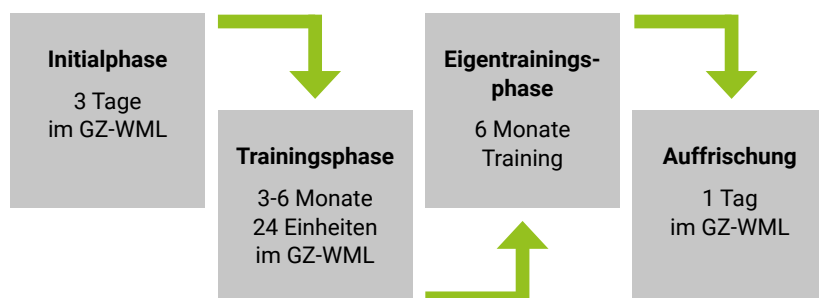 Initialphase
3 Tage
im GZ-WML
Trainingsphase
3-6 Monate
24 Einheiten
im GZ-WML
Eigentrainings-
phase
6 Monate
Training
Auffrischung
1 Tag
im GZ-WML